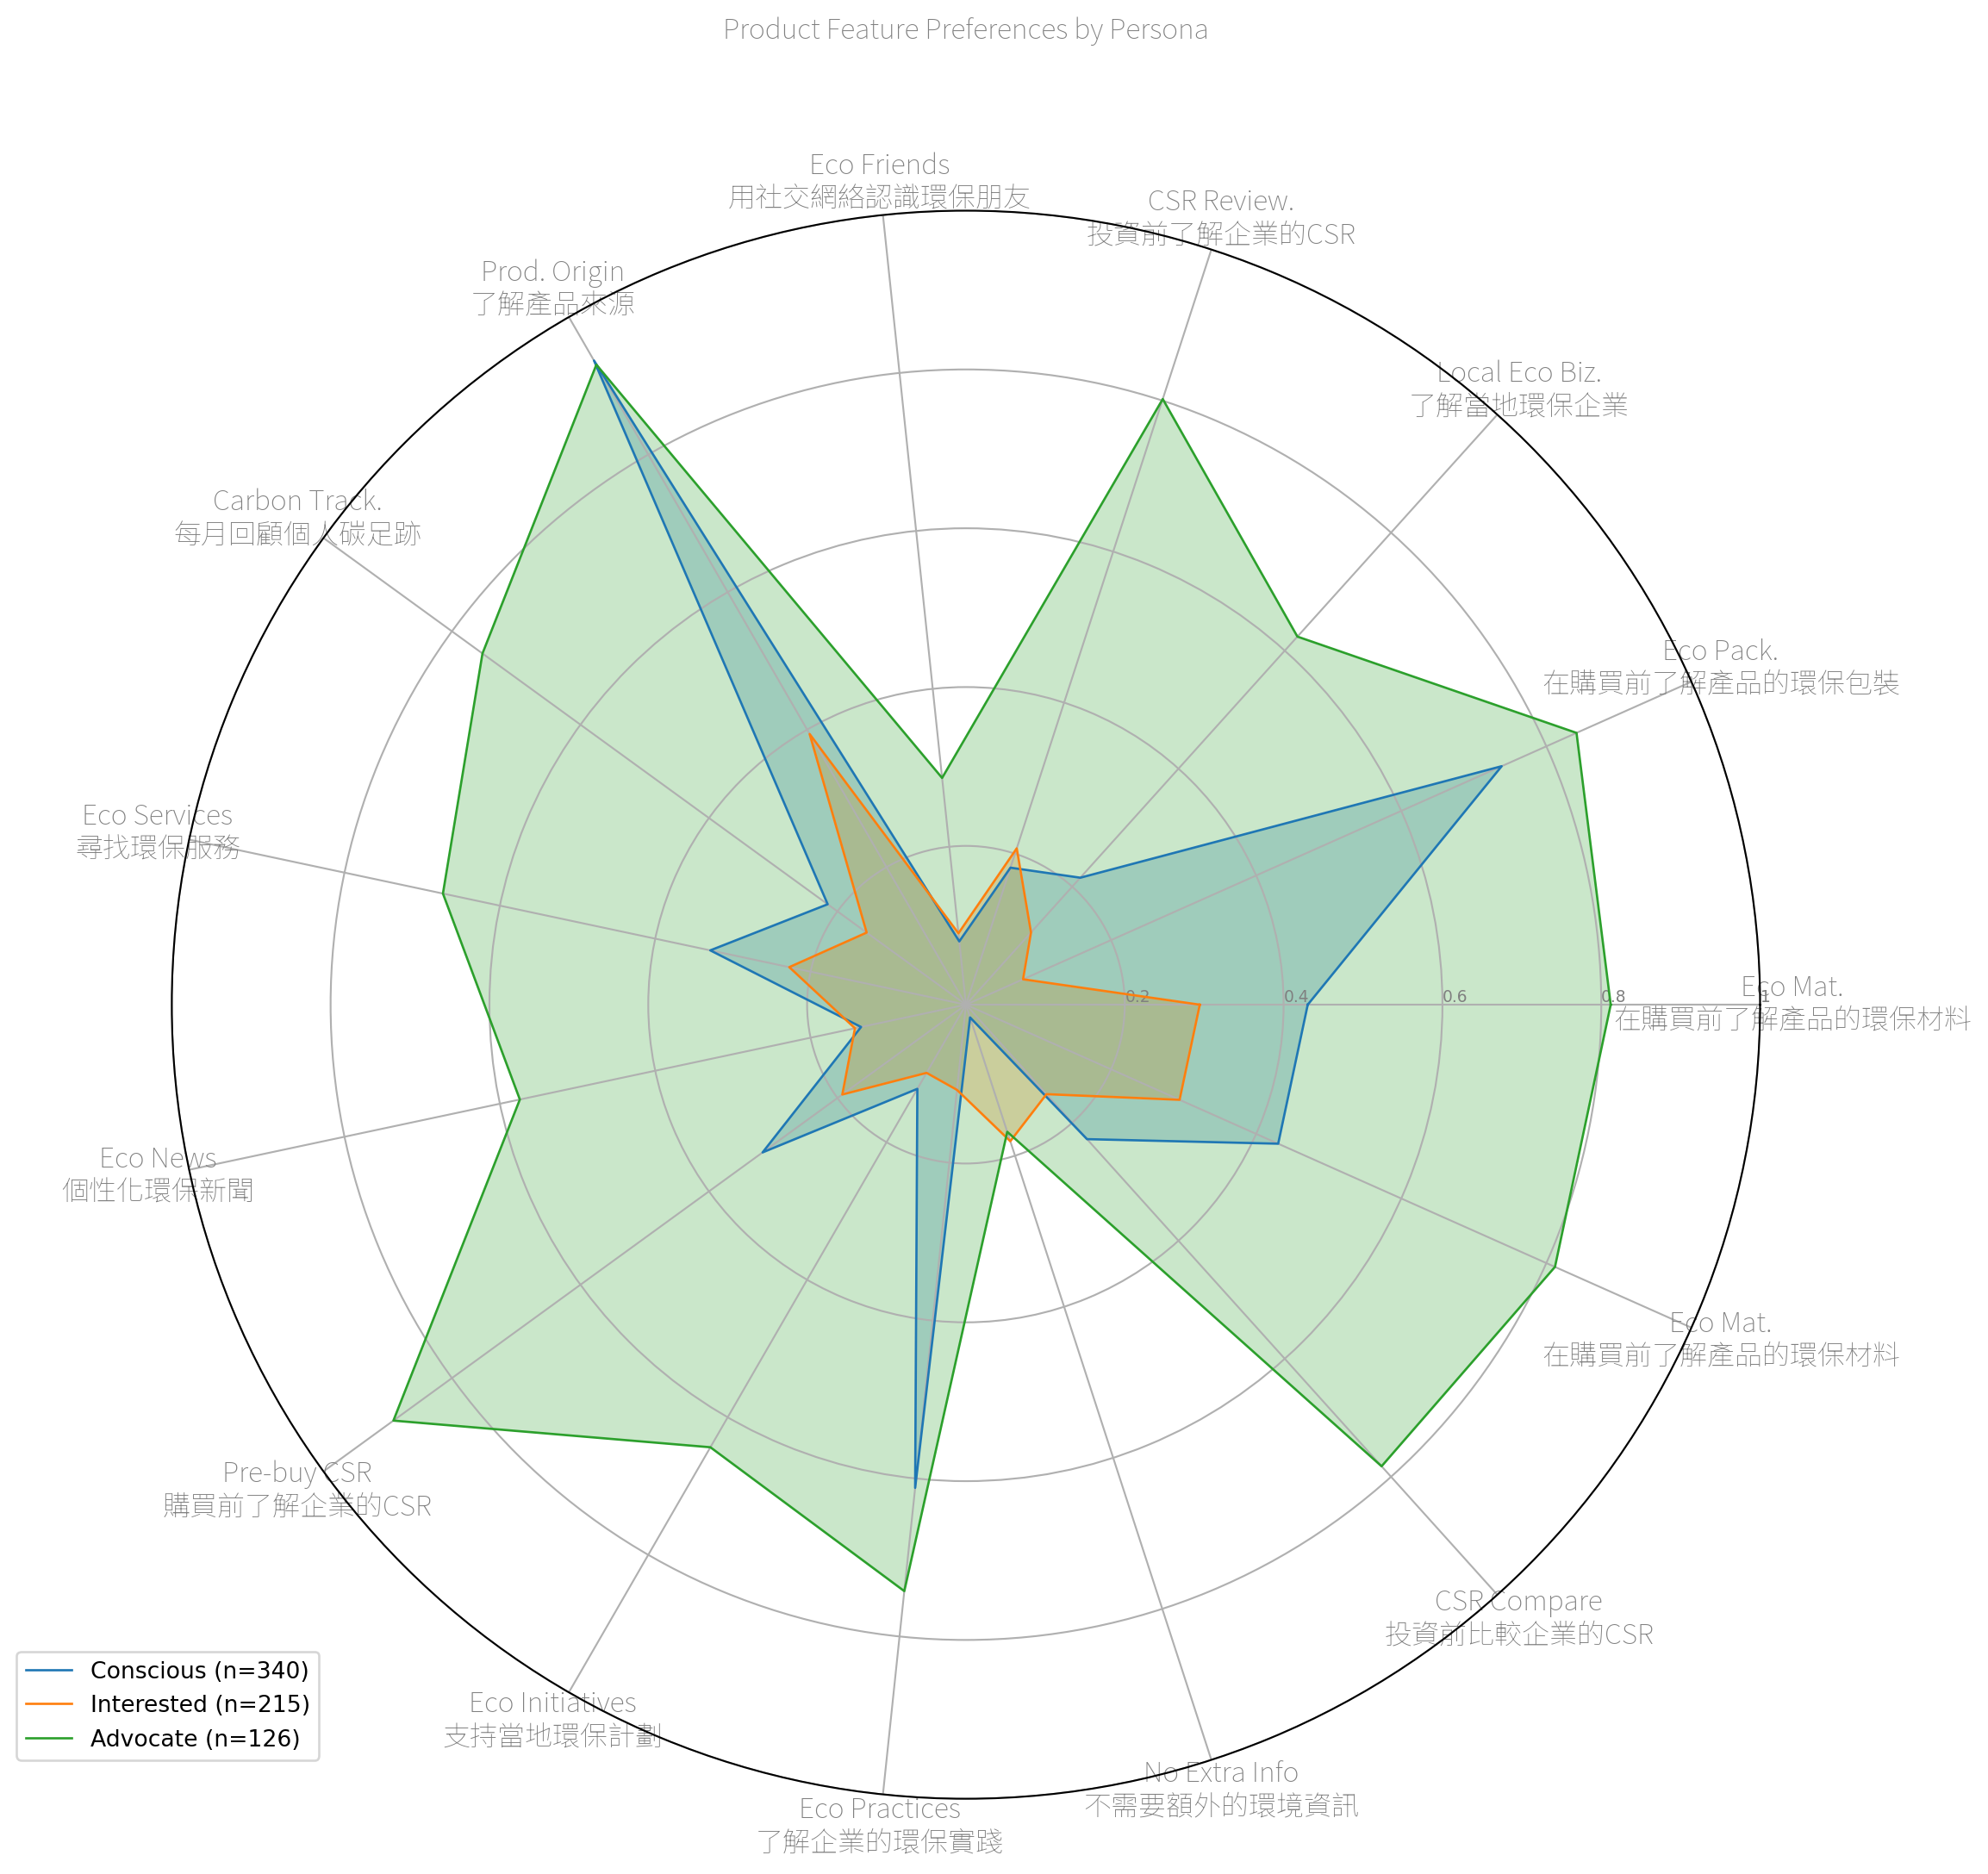 Product Feature Preferences by Persona
Eco Friends
用社交網絡認識環保朋友
CSR Review.
投資前了解企業的CSR
Prod. Origin
了解產品來源
Local Eco Biz.
了解當地環保企業
Carbon Track.
每月回顧個人碳足跡
Eco Pack.
在購買前了解產品的環保包裝
Eco Services
尋找環保服務
Eco Mat.
在購買前了解產品的環保材料
0.2
0.4
0.6
0.8
1
Eco News
個性化環保新聞
Eco Mat.
在購買前了解產品的環保材料
Pre-buy CSR
購買前了解企業的CSR
CSR Compare
投資前比較企業的CSR
Eco Initiatives
支持當地環保計劃
No Extra Info
不需要額外的環境資訊
Eco Practices
了解企業的環保實踐
Conscious (n=340)
Interested (n=215)
Advocate (n=126)